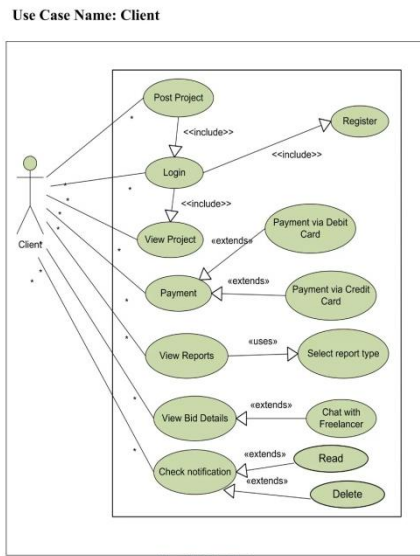 Use Case Name: Client
Post Project
*
<<include>>
Register
Login
*
*
<<include>>
<<include>>
*
View Project
«extends»
Payment via Debit
Card
Client
*
*
Payment
«extends»
Payment via Credit
Card
*
*
*
View Reports
«uses»
Select report type
*
View Bid Details
«extends»
Chat with
Freelancer
*
Check notification
«extends»
Read
«extends»
Delete